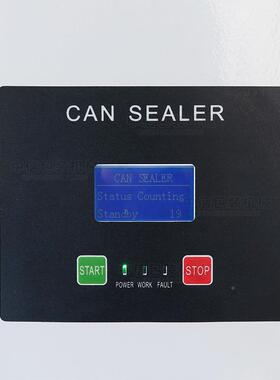 CAN SEALER
CAN SEALER
Status Counting
Standby 19
START
STOP
POWER WORK FAULT